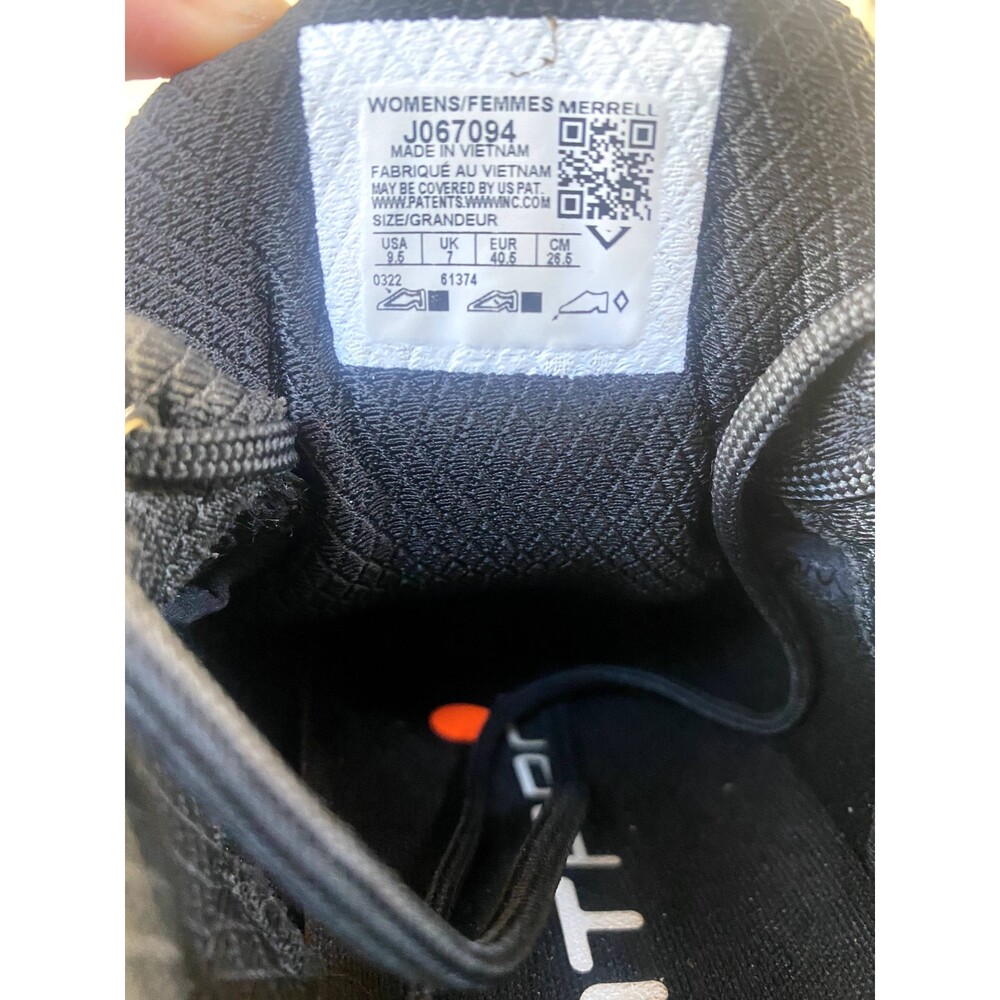 WOMENS/FEMMES MERRELL
J067094
MADE IN VIETNAM
FABRIQUÉ AU VIETNAM
MAY BE COVERED BY US PAT.
WWW.PATENTS.WWWINC.COM
SIZE/GRANDEUR
USA UK EUR CM
9.5 7 40.5 26.5
0322 61374